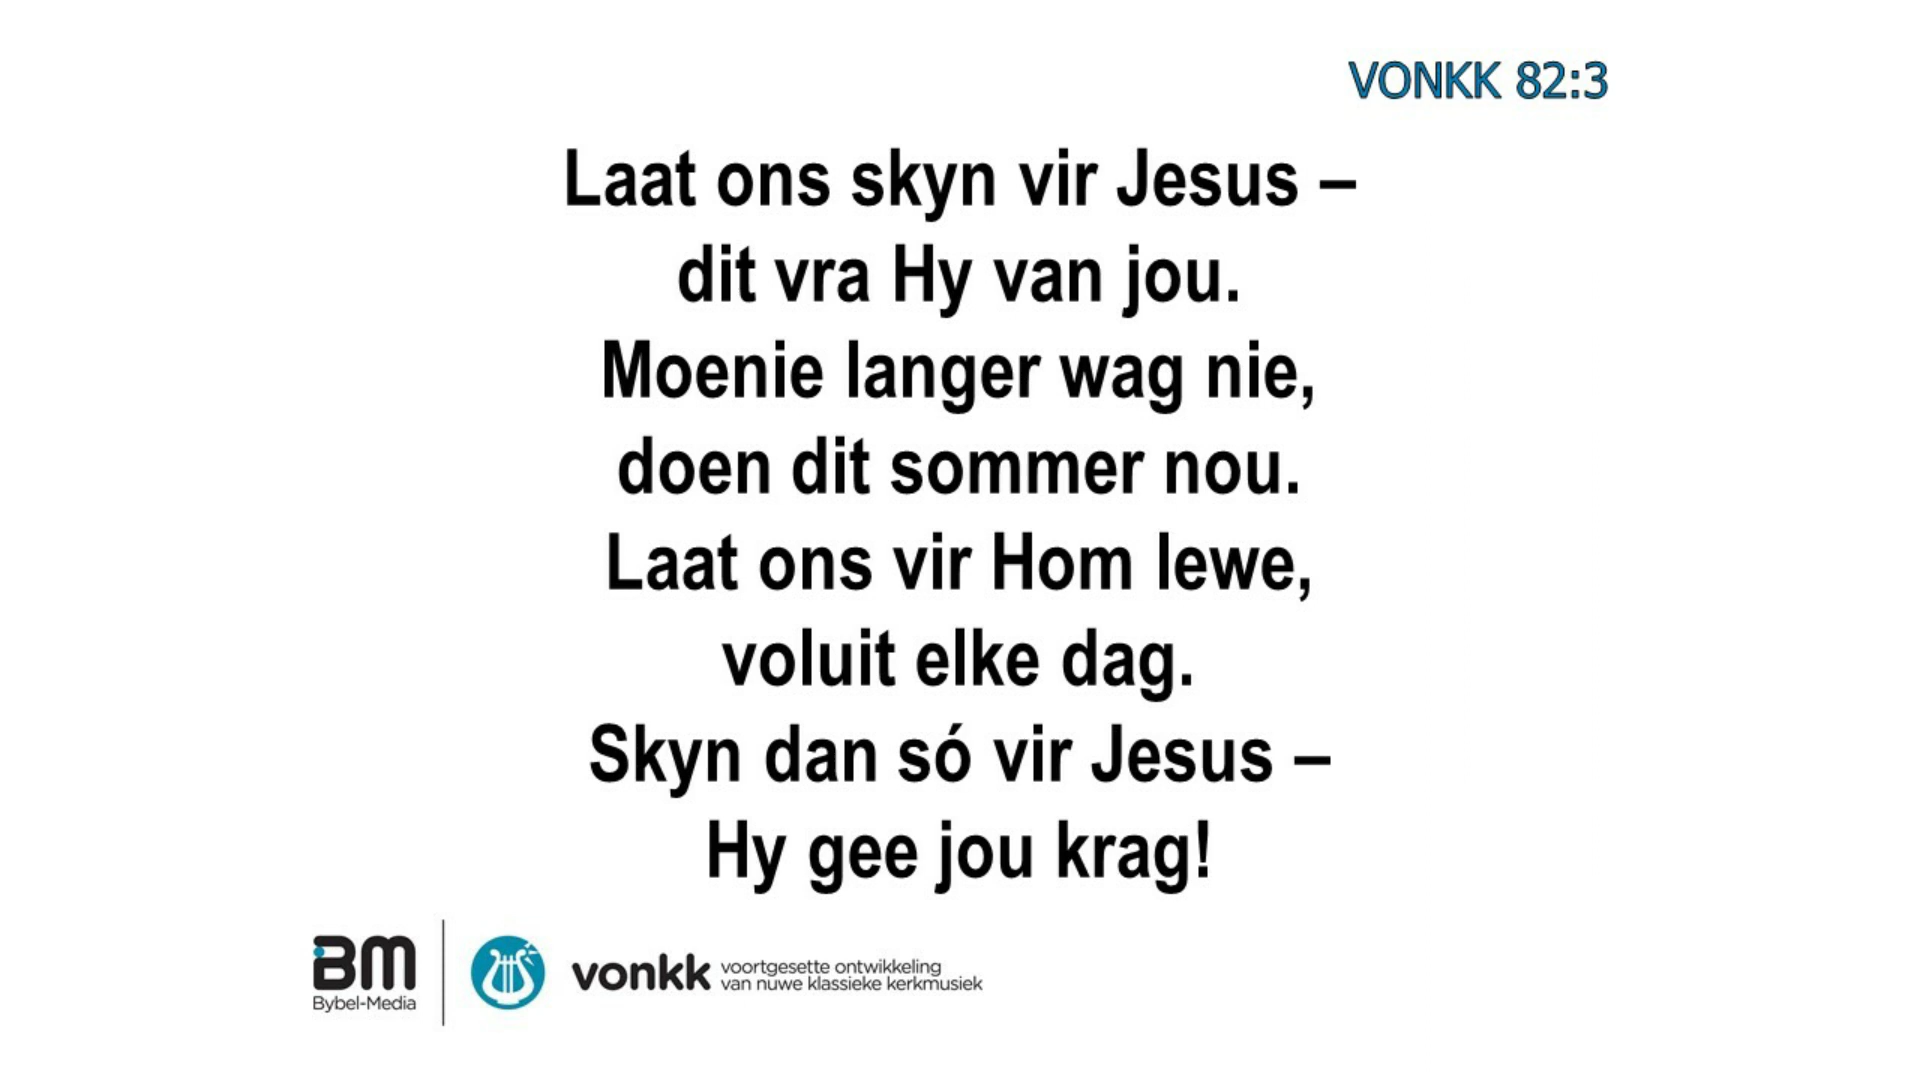 VONKK 82:3
Laat ons skyn vir Jesus –
dit vra Hy van jou.
Moenie langer wag nie,
doen dit sommer nou.
Laat ons vir Hom lewe,
voluit elke dag.
Skyn dan só vir Jesus –
Hy gee jou krag!
BM
Bybel-Media
vonkk
voortgesette ontwikkeling
van nuwe klassieke kerkmusiek